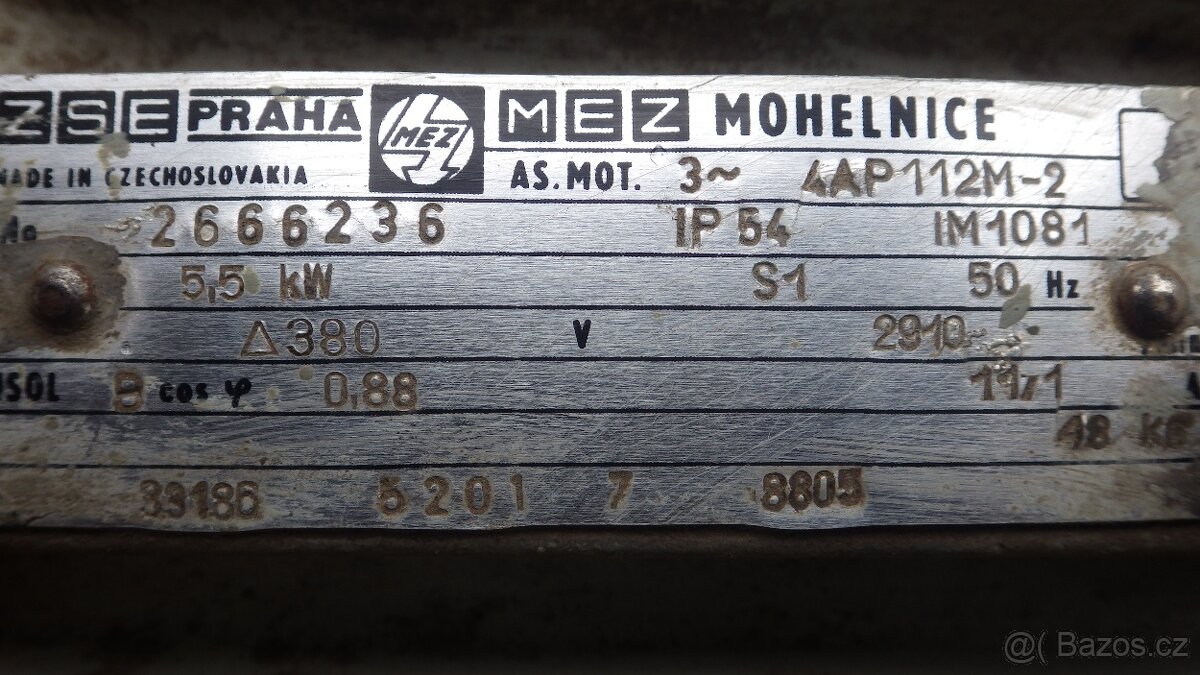 ZSE PRAHA MEZ MEZ MOHELNICE
MADE IN CZECHOSLOVAKIA AS. MOT. 3~ 4AP112M-2
2666236 IP 54 IM1081
5,5 kW S1 50 Hz
Δ380 V 2910
ISOL B cos φ 0,88 11,1
48 KG
39186 5201 7 8805
@( Bazos.cz